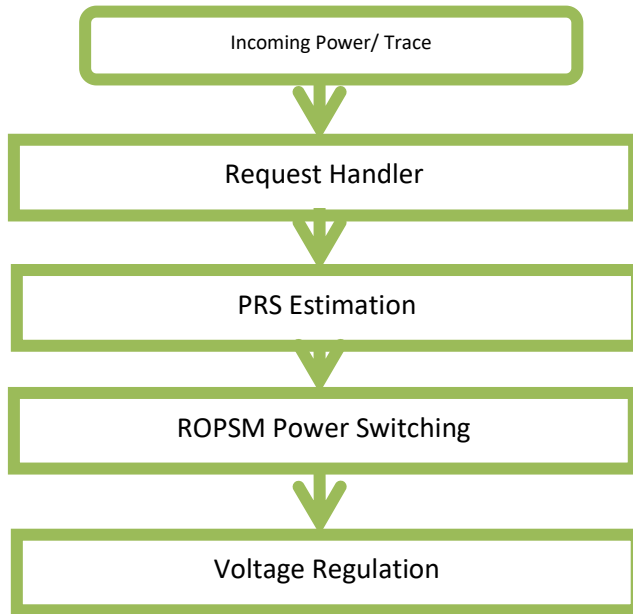 Incoming Power/ Trace
Request Handler
PRS Estimation
ROPSM Power Switching
Voltage Regulation